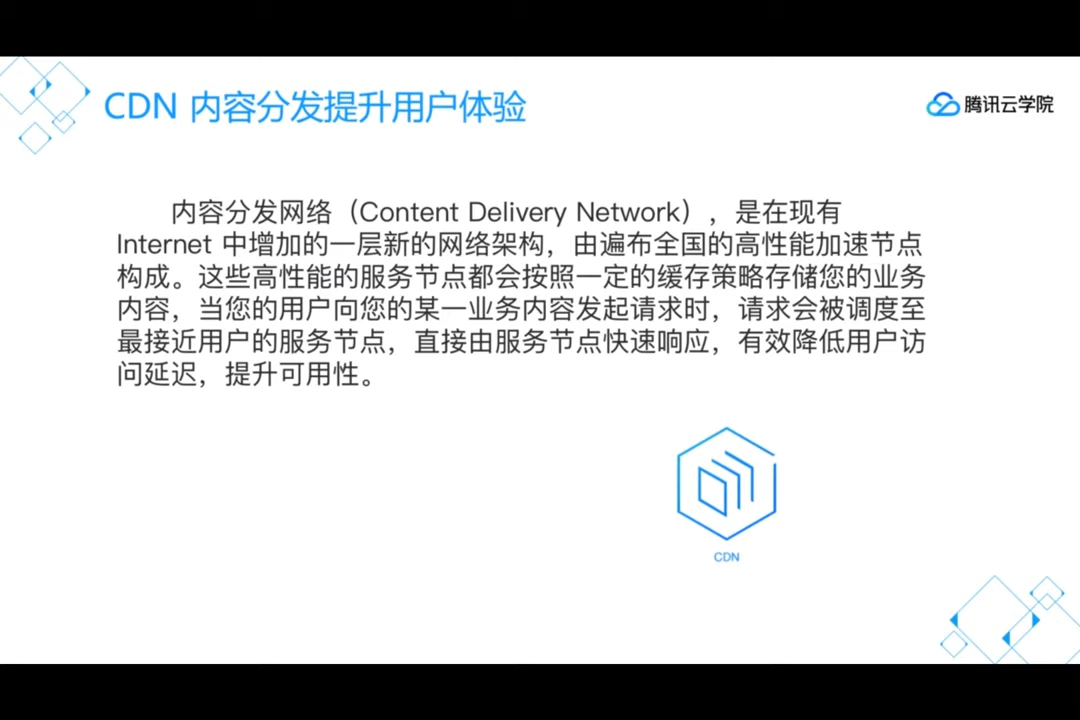 CDN 内容分发提升用户体验
腾讯云学院
内容分发网络（Content Delivery Network），是在现有
Internet 中增加的一层新的网络架构，由遍布全国的高性能加速节点
构成。这些高性能的服务节点都会按照一定的缓存策略存储您的业务
内容，当您的用户向您的某一业务内容发起请求时，请求会被调度至
最接近用户的服务节点，直接由服务节点快速响应，有效降低用户访
问延迟，提升可用性。
CDN